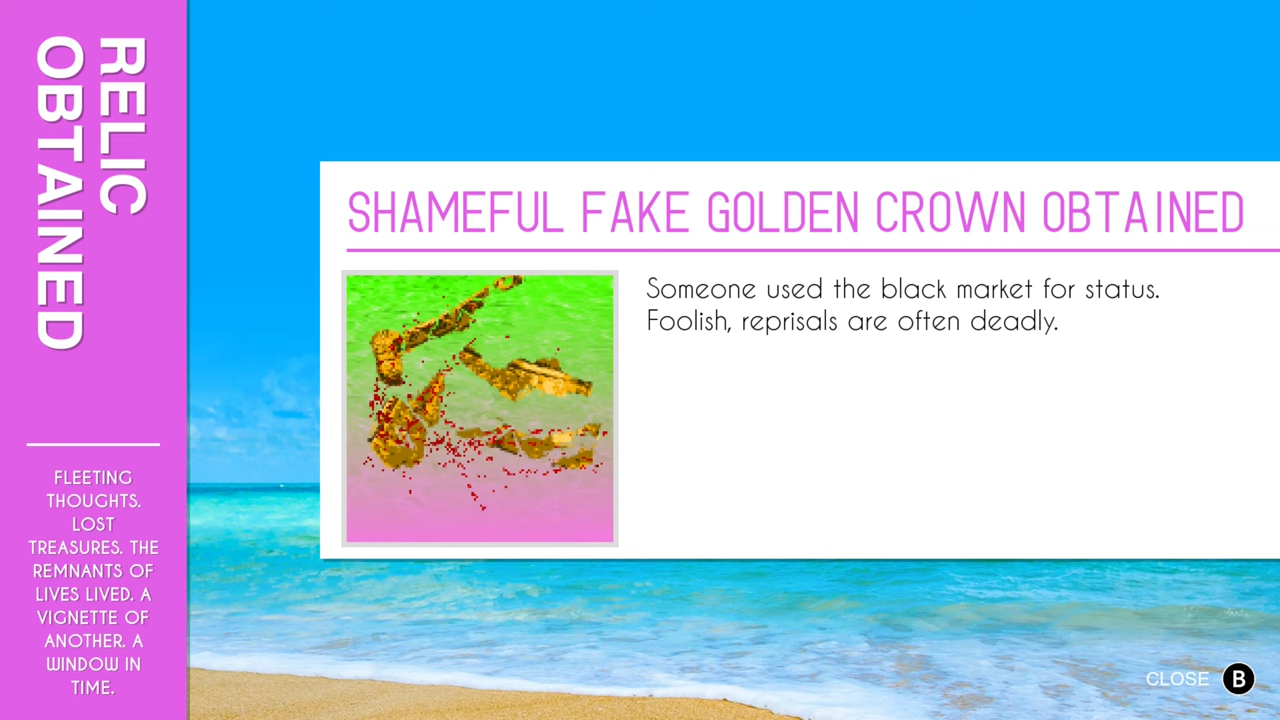 RELIC
OBTAINED
FLEETING
THOUGHTS.
LOST
TREASURES. THE
REMNANTS OF
LIVES LIVED. A
VIGNETTE OF
ANOTHER. A
WINDOW IN
TIME.
SHAMEFUL FAKE GOLDEN CROWN OBTAINED
Someone used the black market for status.
Foolish, reprisals are often deadly.
CLOSE B